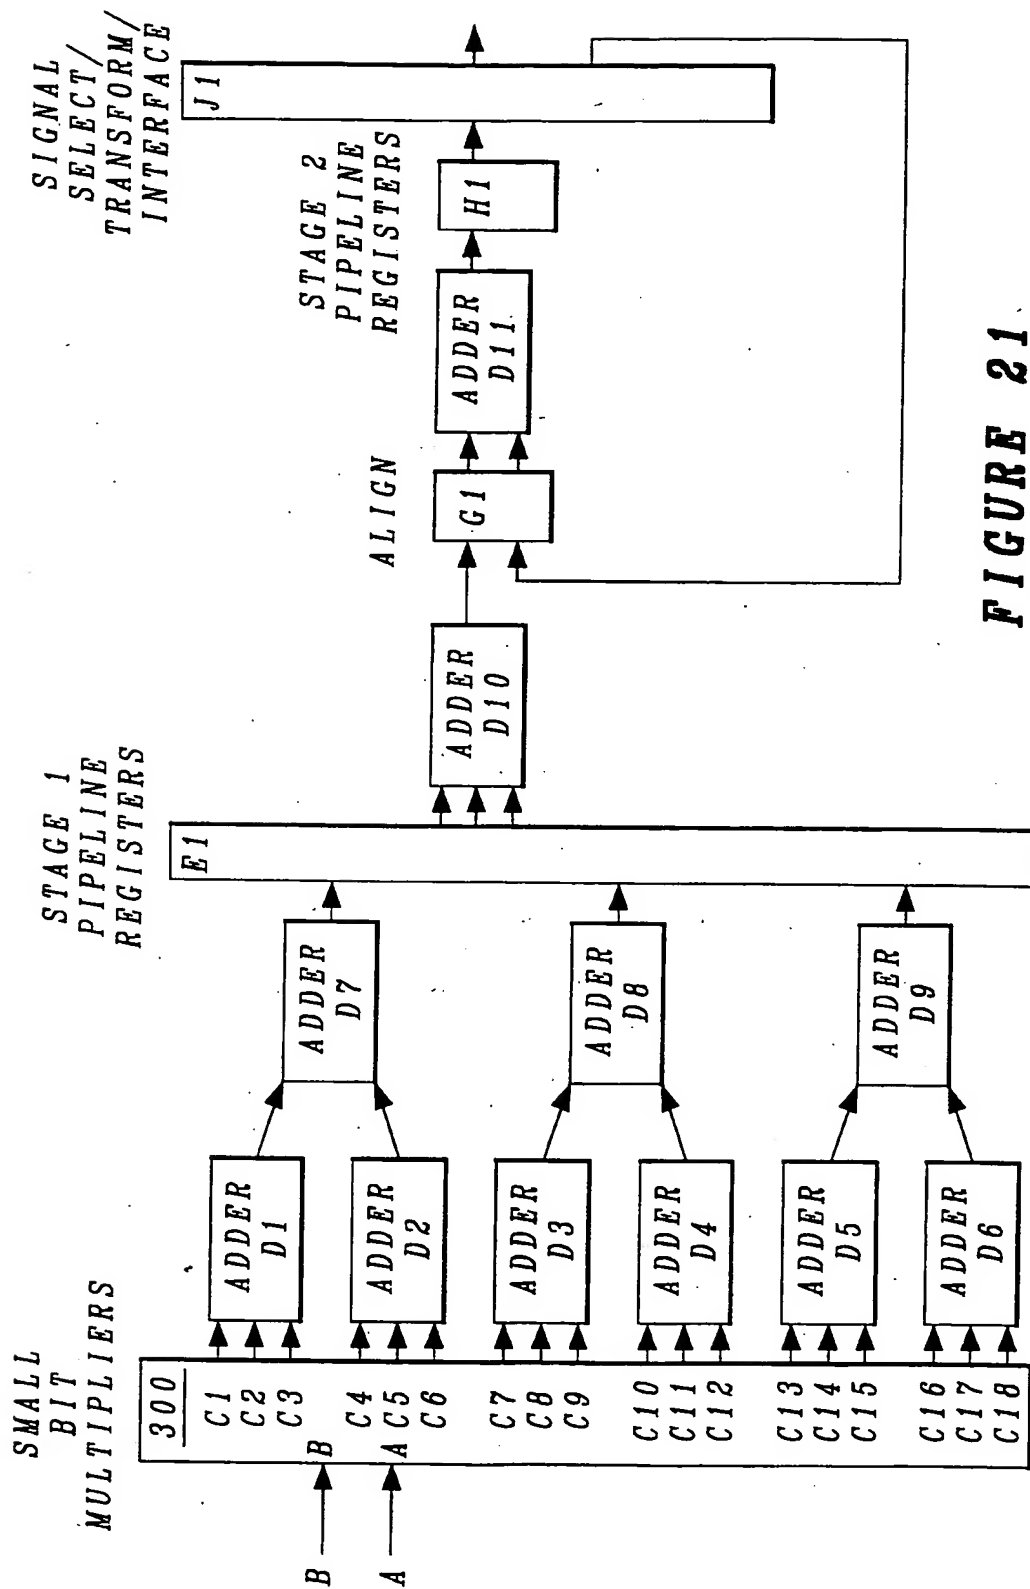 SMALL
BIT
MULTIPLIERS
300
C1
C2
C3
C4
C5
C6
C7
C8
C9
C10
C11
C12
C13
C14
C15
C16
C17
C18
B
A
B
A
ADDER
D1
ADDER
D2
ADDER
D3
ADDER
D4
ADDER
D5
ADDER
D6
ADDER
D7
ADDER
D8
ADDER
D9
STAGE 1
PIPELINE
REGISTERS
E1
ADDER
D10
ALIGN
G1
ADDER
D11
STAGE 2
PIPELINE
REGISTERS
H1
SIGNAL
SELECT/
TRANSFORM/
INTERFACE
J1
FIGURE 21